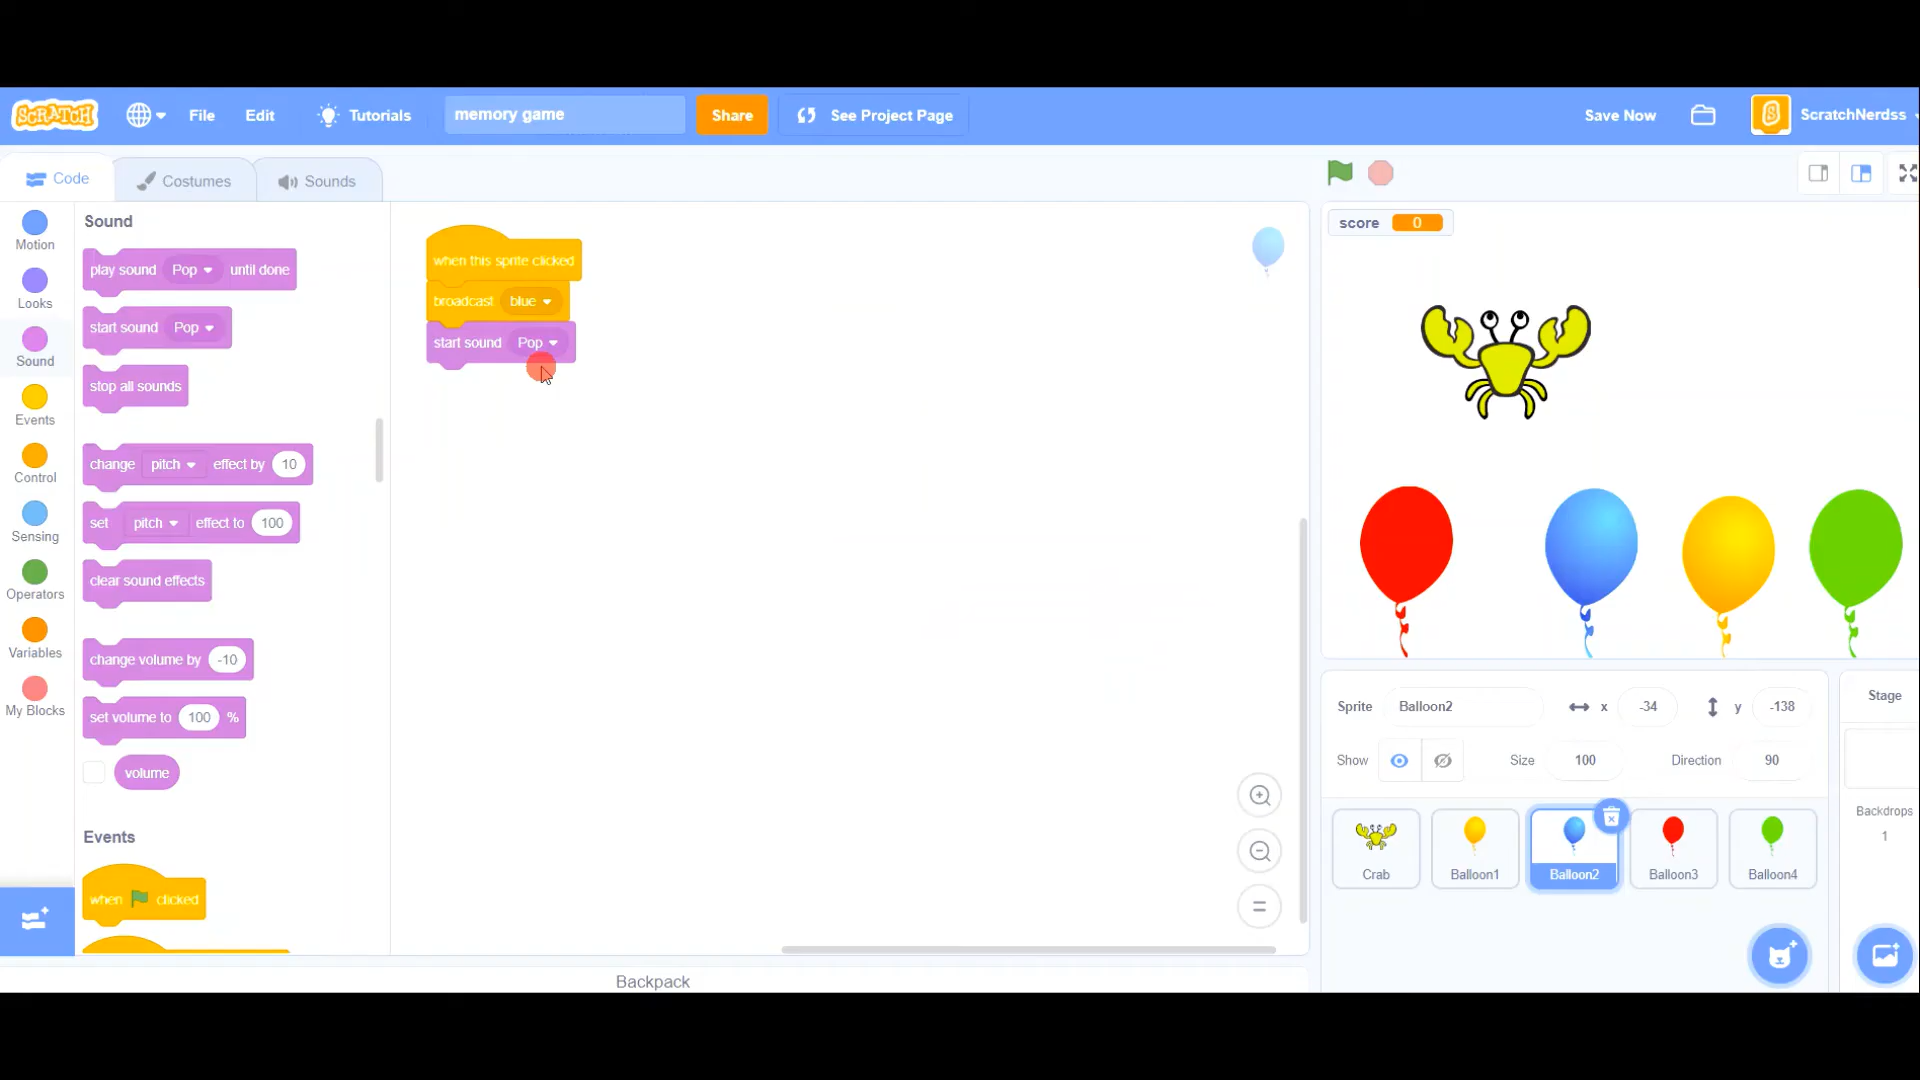 SCRATCH
File
Edit
Tutorials
memory game
Share
See Project Page
Save Now
ScratchNerdss
Code
Costumes
Sounds
Motion
Looks
Sound
Events
Control
Sensing
Operators
Variables
My Blocks
Sound
play sound Pop until done
start sound Pop
stop all sounds
change pitch effect by 10
set pitch effect to 100
clear sound effects
change volume by -10
set volume to 100 %
volume
Events
when clicked
when this sprite clicked
broadcast blue
start sound Pop
Backpack
score 0
Sprite Balloon2 x -34 y -138
Show Size 100 Direction 90
Crab
Balloon1
Balloon2
Balloon3
Balloon4
Stage
Backdrops
1